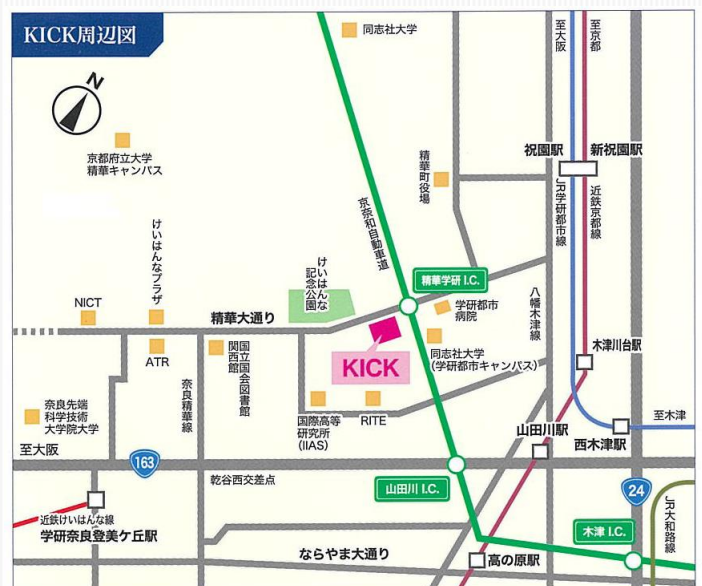 KICK周辺図
N
同志社大学
至大阪
至京都
京都府立大学
精華キャンパス
精華町役場
祝園駅
新祝園駅
JR学研都市線
近鉄京都線
京奈和自動車道
けいはんなプラザ
けいはんな
記念公園
精華学研 I.C.
NICT
精華大通り
学研都市
病院
八幡木津線
木津川台駅
ATR
国立国会図書館
関西館
KICK
同志社大学
(学研都市キャンパス)
奈良先端
科学技術
大学院大学
奈良精華線
国際高等
研究所
(IIAS)
RITE
至木津
山田川駅
西木津駅
至大阪
163
乾谷西交差点
山田川 I.C.
24
近鉄けいはんな線
学研奈良登美ケ丘駅
木津 I.C.
JR大和路線
ならやま大通り
高の原駅